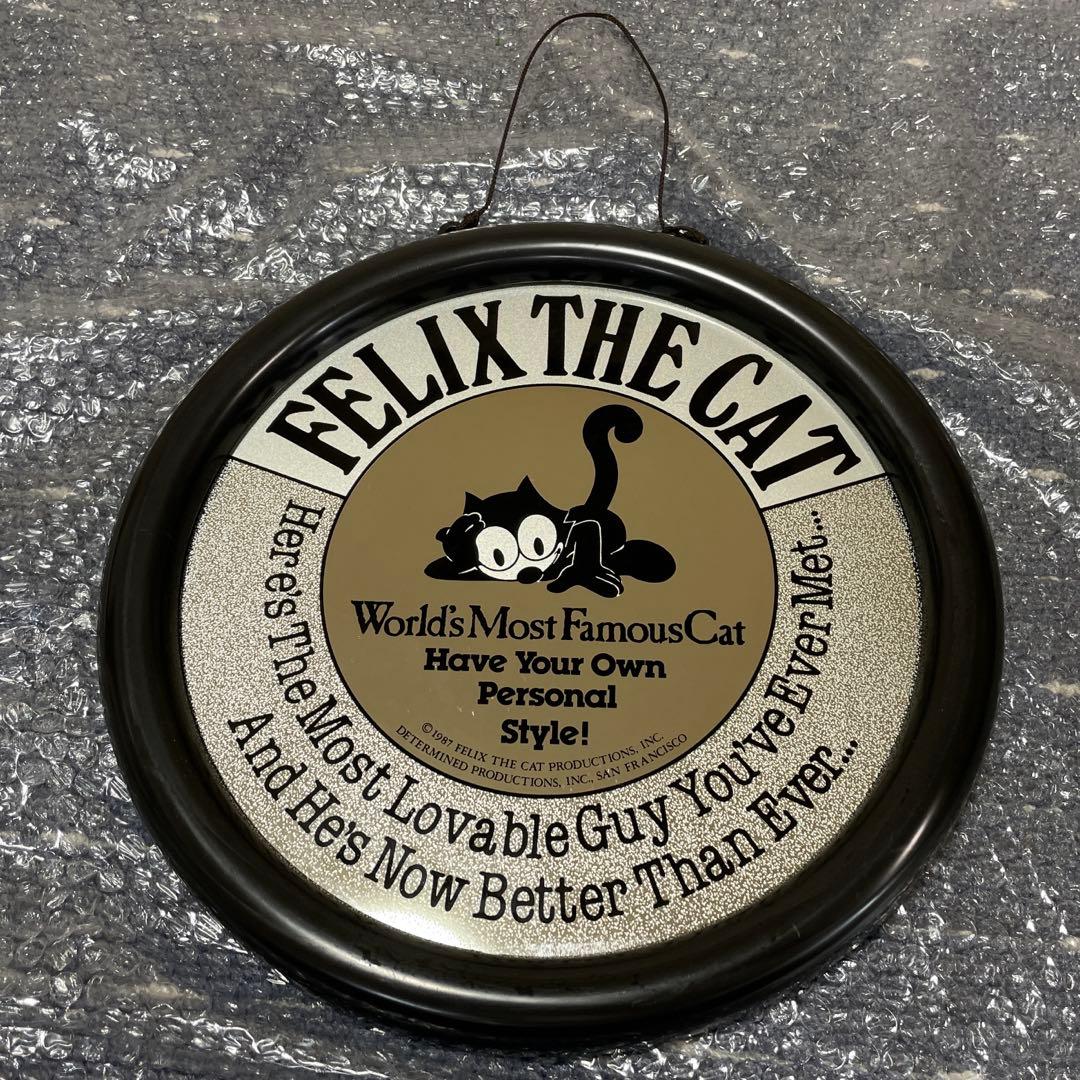 FELIX THE CAT
World's Most Famous Cat
Have Your Own
Personal
Style!
©1987 FELIX THE CAT PRODUCTIONS, INC.
DETERMINED PRODUCTIONS, INC., SAN FRANCISCO
Here's The Most Lovable Guy You've Ever Met...
And He's Now Better Than Ever...